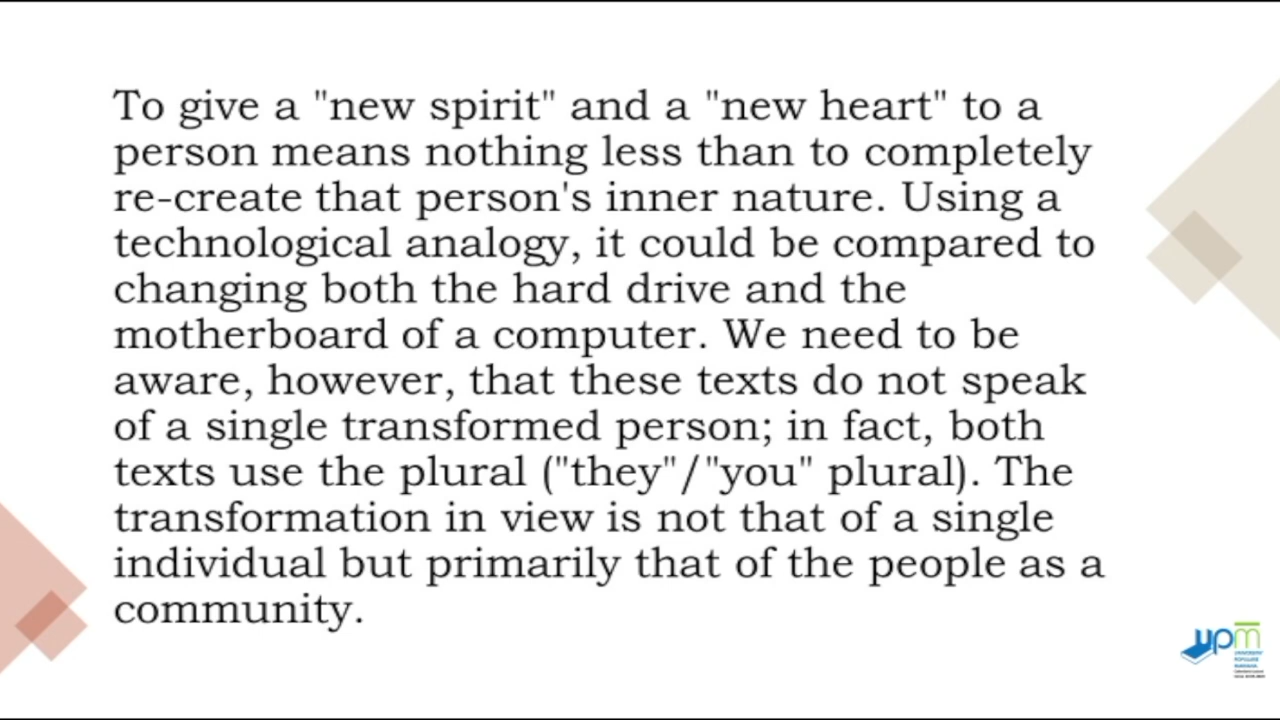 To give a "new spirit" and a "new heart" to a
person means nothing less than to completely
re-create that person's inner nature. Using a
technological analogy, it could be compared to
changing both the hard drive and the
motherboard of a computer. We need to be
aware, however, that these texts do not speak
of a single transformed person; in fact, both
texts use the plural ("they"/"you" plural). The
transformation in view is not that of a single
individual but primarily that of the people as a
community.
upm